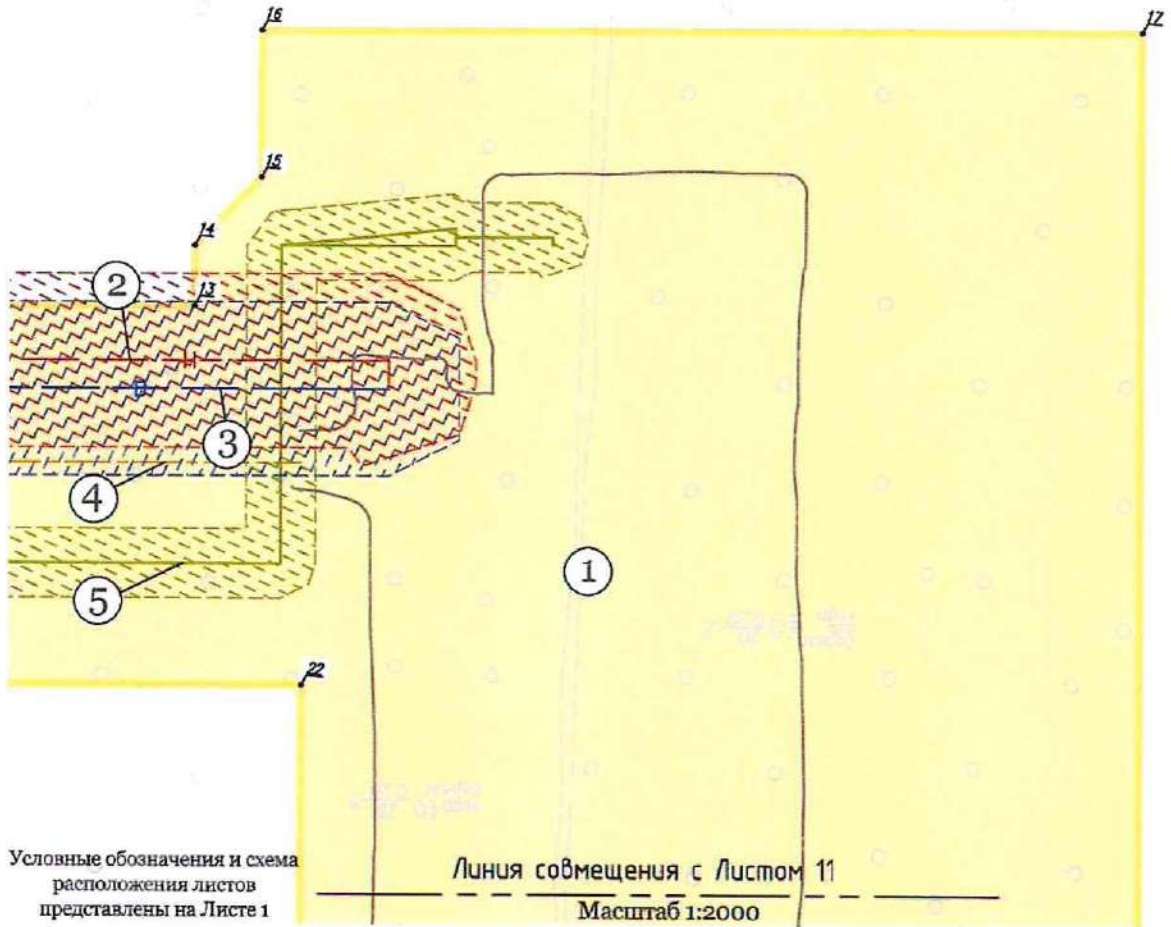 16
17
15
14
13
2
3
4
1
5
22
Условные обозначения и схема
расположения листов
представлены на Листе 1
Линия совмещения с Листом 11
Масштаб 1:2000